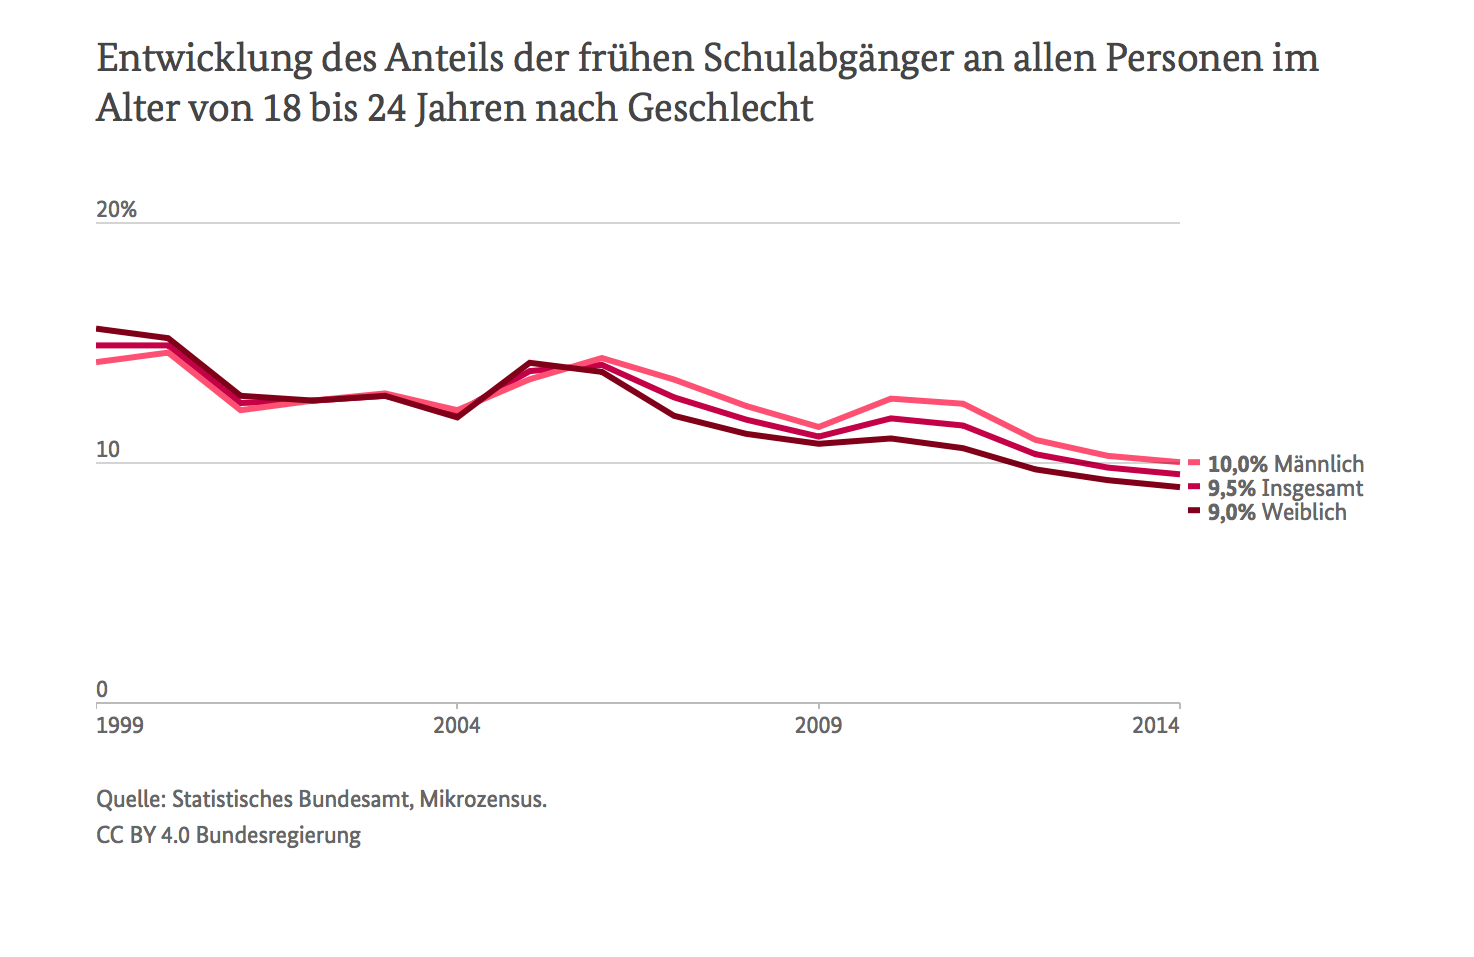 Entwicklung des Anteils der frühen Schulabgänger an allen Personen im
Alter von 18 bis 24 Jahren nach Geschlecht
20%
10
0
10,0% Männlich
9,5% Insgesamt
9,0% Weiblich
1999
2004
2009
2014
Quelle: Statistisches Bundesamt, Mikrozensus.
CC BY 4.0 Bundesregierung